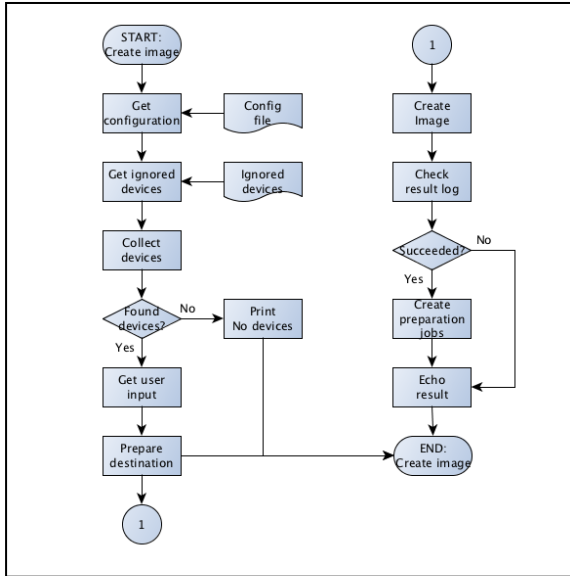 START:
Create image
Get
configuration
Config
file
Get ignored
devices
Ignored
devices
Collect
devices
Found
devices?
No
Print
No devices
Yes
Get user
input
Prepare
destination
1
1
Create
Image
Check
result log
Succeeded?
No
Yes
Create
preparation
jobs
Echo
result
END:
Create image